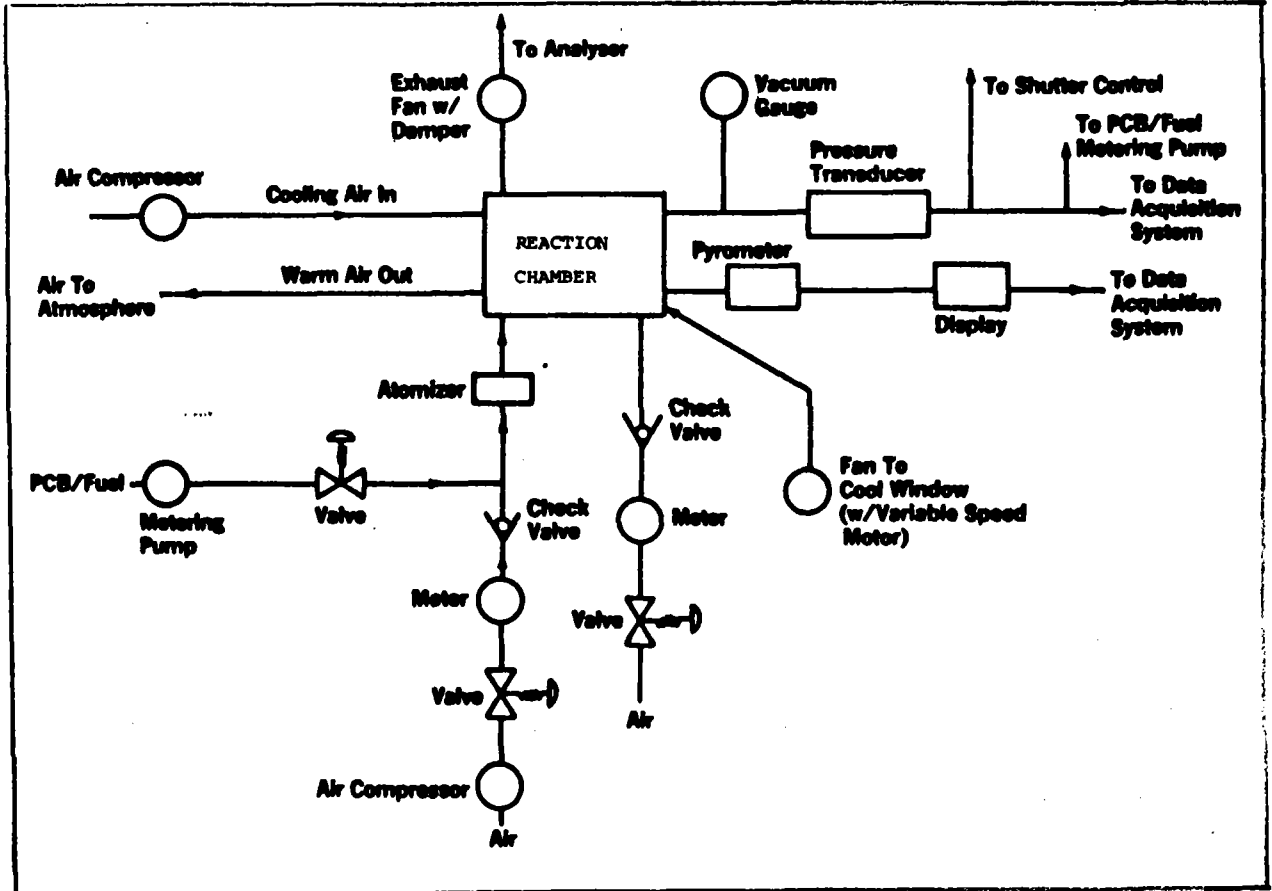 To Analyser
Exhaust
Fan w/
Damper
Vacuum
Gauge
To Shutter Control
To PCB/Fuel
Metering Pump
Pressure
Transducer
Air Compressor
Cooling Air In
To Data
Acquisition
System
REACTION
CHAMBER
Pyrometer
Warm Air Out
Air To
Atmosphere
To Data
Acquisition
System
Display
Atomizer
Check
Valve
PCB/Fuel
Metering
Pump
Valve
Check
Valve
Meter
Fan To
Cool Window
(w/Variable Speed
Motor)
Meter
Valve
Valve
Air
Air Compressor
Air